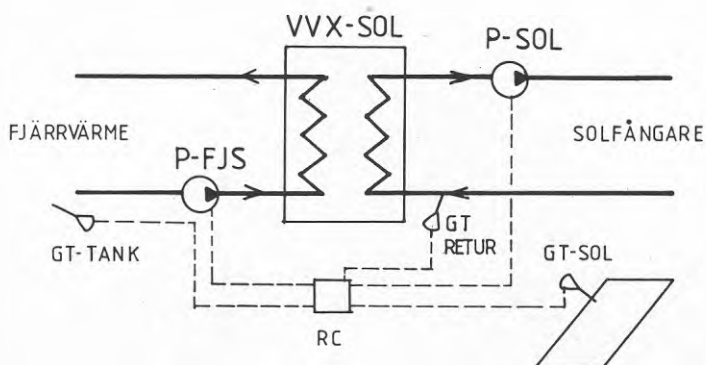 VVX-SOL
P-SOL
FJÄRRVÄRME
SOLFÅNGARE
P-FJS
GT-TANK
GT
RETUR
GT-SOL
RC